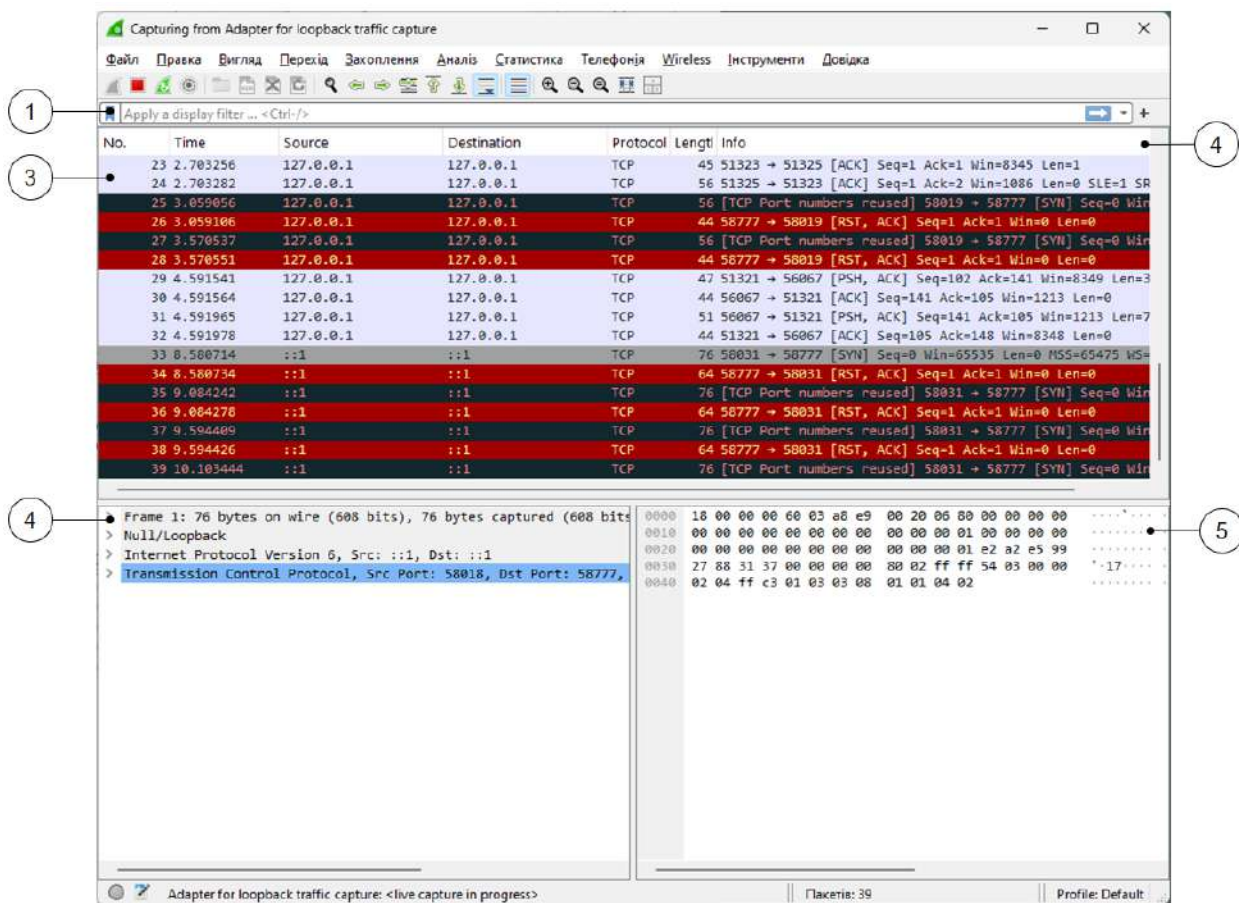 Capturing from Adapter for loopback traffic capture
Файл Правка Вигляд Перехід Захоплення Аналіз Статистика Телефонія Wireless Інструменти Довідка
1 Apply a display filter ... <Ctrl-/> +
No. Time Source Destination Protocol Lengtl Info 4
3
23 2.703256 127.0.0.1 127.0.0.1 TCP 45 51323 → 51325 [ACK] Seq=1 Ack=1 Win=8345 Len=1
24 2.703282 127.0.0.1 127.0.0.1 TCP 56 51325 → 51323 [ACK] Seq=1 Ack=2 Win=1086 Len=0 SLE=1 SR
25 3.059056 127.0.0.1 127.0.0.1 TCP 56 [TCP Port numbers reused] 58019 → 58777 [SYN] Seq=0 Win
26 3.059106 127.0.0.1 127.0.0.1 TCP 44 58777 → 58019 [RST, ACK] Seq=1 Ack=1 Win=0 Len=0
27 3.570537 127.0.0.1 127.0.0.1 TCP 56 [TCP Port numbers reused] 58019 → 58777 [SYN] Seq=0 Win
28 3.570551 127.0.0.1 127.0.0.1 TCP 44 58777 → 58019 [RST, ACK] Seq=1 Ack=1 Win=0 Len=0
29 4.591541 127.0.0.1 127.0.0.1 TCP 47 51321 → 56067 [PSH, ACK] Seq=102 Ack=141 Win=8349 Len=3
30 4.591564 127.0.0.1 127.0.0.1 TCP 44 56067 → 51321 [ACK] Seq=141 Ack=105 Win=1213 Len=0
31 4.591965 127.0.0.1 127.0.0.1 TCP 51 56067 → 51321 [PSH, ACK] Seq=141 Ack=105 Win=1213 Len=7
32 4.591978 127.0.0.1 127.0.0.1 TCP 44 51321 → 56067 [ACK] Seq=105 Ack=148 Win=8348 Len=0
33 8.580714 ::1 ::1 TCP 76 58031 → 58777 [SYN] Seq=0 Win=65535 Len=0 MSS=65475 WS=
34 8.580734 ::1 ::1 TCP 64 58777 → 58031 [RST, ACK] Seq=1 Ack=1 Win=0 Len=0
35 9.084242 ::1 ::1 TCP 76 [TCP Port numbers reused] 58031 → 58777 [SYN] Seq=0 Win
36 9.084278 ::1 ::1 TCP 64 58777 → 58031 [RST, ACK] Seq=1 Ack=1 Win=0 Len=0
37 9.594409 ::1 ::1 TCP 76 [TCP Port numbers reused] 58031 → 58777 [SYN] Seq=0 Win
38 9.594426 ::1 ::1 TCP 64 58777 → 58031 [RST, ACK] Seq=1 Ack=1 Win=0 Len=0
39 10.103444 ::1 ::1 TCP 76 [TCP Port numbers reused] 58031 → 58777 [SYN] Seq=0 Win
4 Frame 1: 76 bytes on wire (608 bits), 76 bytes captured (608 bits
Null/Loopback
Internet Protocol Version 6, Src: ::1, Dst: ::1
Transmission Control Protocol, Src Port: 58018, Dst Port: 58777,
0000 18 00 00 00 60 03 a8 e9 00 20 06 80 00 00 00 00 ····`···
0010 00 00 00 00 00 00 00 00 00 00 00 01 00 00 00 00 ········ 5
0020 00 00 00 00 00 00 00 00 00 00 00 01 e2 a2 e5 99 ········
0030 27 88 31 37 00 00 00 00 80 02 ff ff 54 03 00 00 '·17····
0040 02 04 ff c3 01 03 03 08 01 01 04 02 ········
Adapter for loopback traffic capture: <live capture in progress> Пакетів: 39 Profile: Default